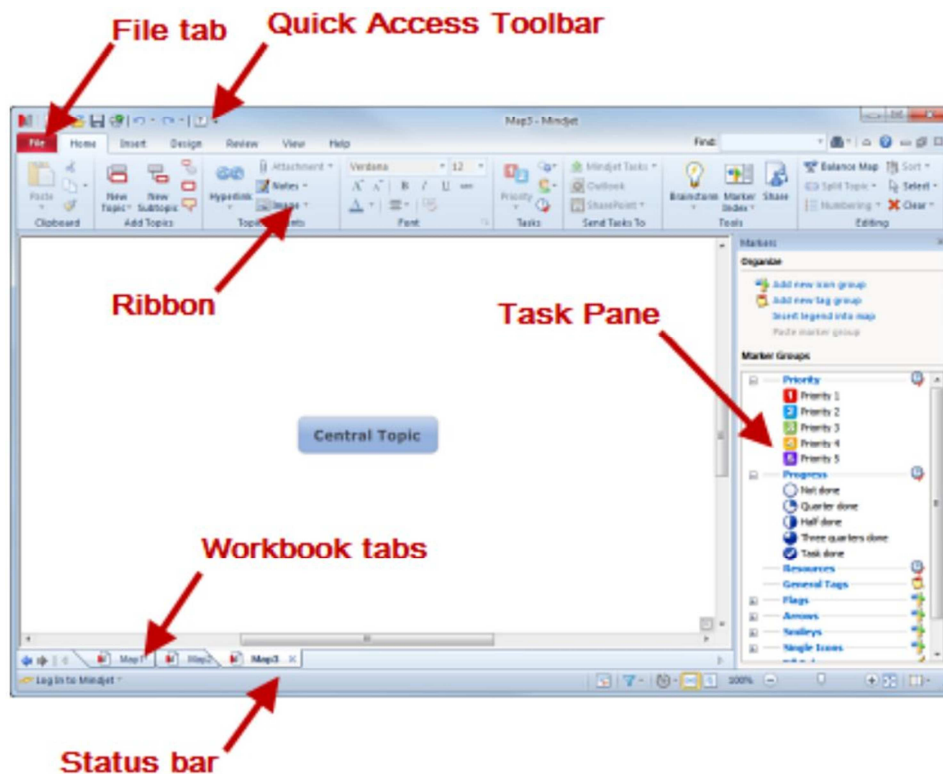 File tab
Quick Access Toolbar
Map3 - Mindjet
File Home Insert Design Review View Help Find:
Paste
New Topic
New Subtopic
Hyperlink
Attachment
Notes
Image
Verdana 12
B I U
Priority
Mindjet Tasks
Outlook
SharePoint
Brainstorm
Marker Index
Share
Balance Map
Split Topic
Numbering
Sort
Select
Clear
Clipboard Add Topics Font Tasks Send Tasks To Tools Editing
Ribbon
Task Pane
Markers
Organize
Add new icon group
Add new tag group
Insert legend into map
Paste marker group
Marker Groups
Priority
1 Priority 1
2 Priority 2
3 Priority 3
4 Priority 4
5 Priority 5
Progress
Not done
Quarter done
Half done
Three quarters done
Task done
Resources
General Tags
Flags
Arrows
Smileys
Single Icons
Central Topic
Workbook tabs
Map1 Map2 Map3
Log In to Mindjet
100%
Status bar